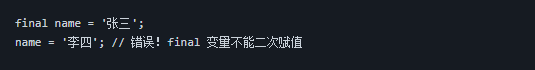 final name = '张三';
name = '李四'; // 错误! final 变量不能二次赋值